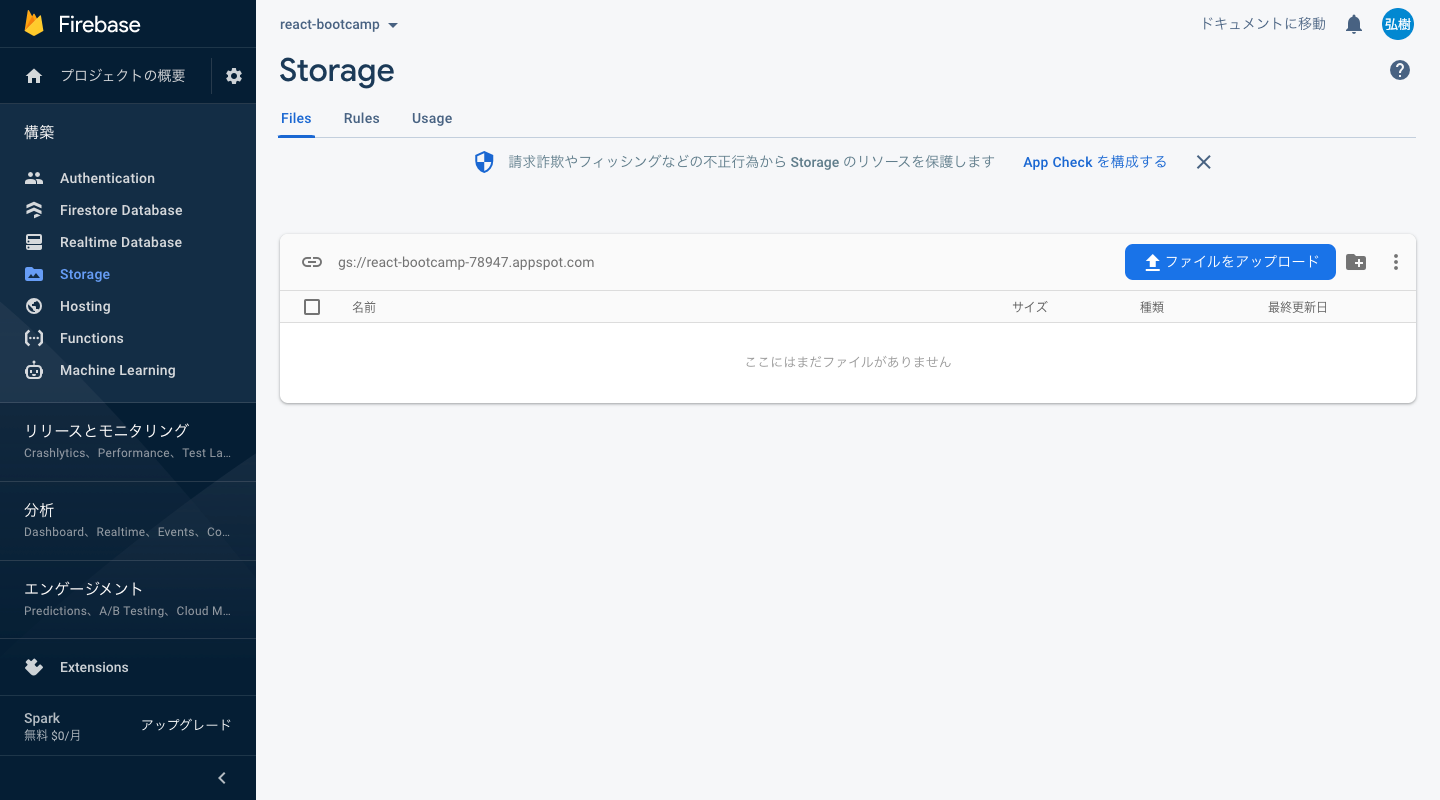 Firebase
プロジェクトの概要
構築
Authentication
Firestore Database
Realtime Database
Storage
Hosting
Functions
Machine Learning
リリースとモニタリング
Crashlytics、Performance、Test La…
分析
Dashboard、Realtime、Events、Co…
エンゲージメント
Predictions、A/B Testing、Cloud M…
Extensions
Spark
無料 $0/月
アップグレード
react-bootcamp
ドキュメントに移動
弘樹
Storage
Files Rules Usage
請求詐欺やフィッシングなどの不正行為から Storage のリソースを保護します App Check を構成する
gs://react-bootcamp-78947.appspot.com
ファイルをアップロード
名前 サイズ 種類 最終更新日
ここにはまだファイルがありません